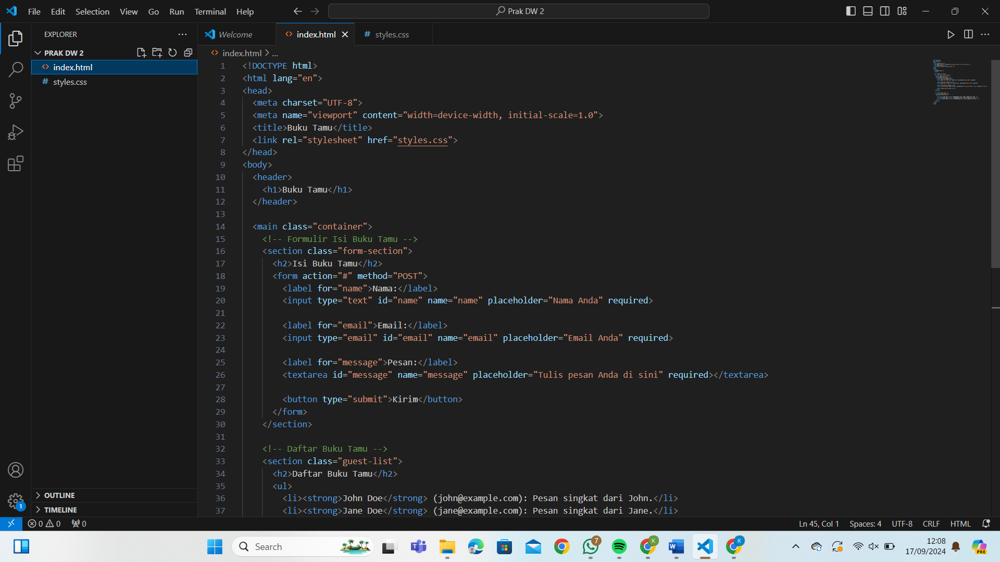 File Edit Selection View Go Run Terminal Help
Prak DW 2
EXPLORER
PRAK DW 2
index.html
# styles.css
OUTLINE
TIMELINE
Welcome
index.html
# styles.css
index.html > ...
1 <!DOCTYPE html>
2 <html lang="en">
3 <head>
4 <meta charset="UTF-8">
5 <meta name="viewport" content="width=device-width, initial-scale=1.0">
6 <title>Buku Tamu</title>
7 <link rel="stylesheet" href="styles.css">
8 </head>
9 <body>
10 <header>
11 <h1>Buku Tamu</h1>
12 </header>
13
14 <main class="container">
15 <!-- Formulir Isi Buku Tamu -->
16 <section class="form-section">
17 <h2>Isi Buku Tamu</h2>
18 <form action="#" method="POST">
19 <label for="name">Nama:</label>
20 <input type="text" id="name" name="name" placeholder="Nama Anda" required>
21
22 <label for="email">Email:</label>
23 <input type="email" id="email" name="email" placeholder="Email Anda" required>
24
25 <label for="message">Pesan:</label>
26 <textarea id="message" name="message" placeholder="Tulis pesan Anda di sini" required></textarea>
27
28 <button type="submit">Kirim</button>
29 </form>
30 </section>
31
32 <!-- Daftar Buku Tamu -->
33 <section class="guest-list">
34 <h2>Daftar Buku Tamu</h2>
35 <ul>
36 <li><strong>John Doe</strong> (john@example.com): Pesan singkat dari John.</li>
37 <li><strong>Jane Doe</strong> (jane@example.com): Pesan singkat dari Jane.</li>
1
0 0 0
Ln 45, Col 1 Spaces: 4 UTF-8 CRLF HTML
Search
7
K
K
12:08
17/09/2024
PRE